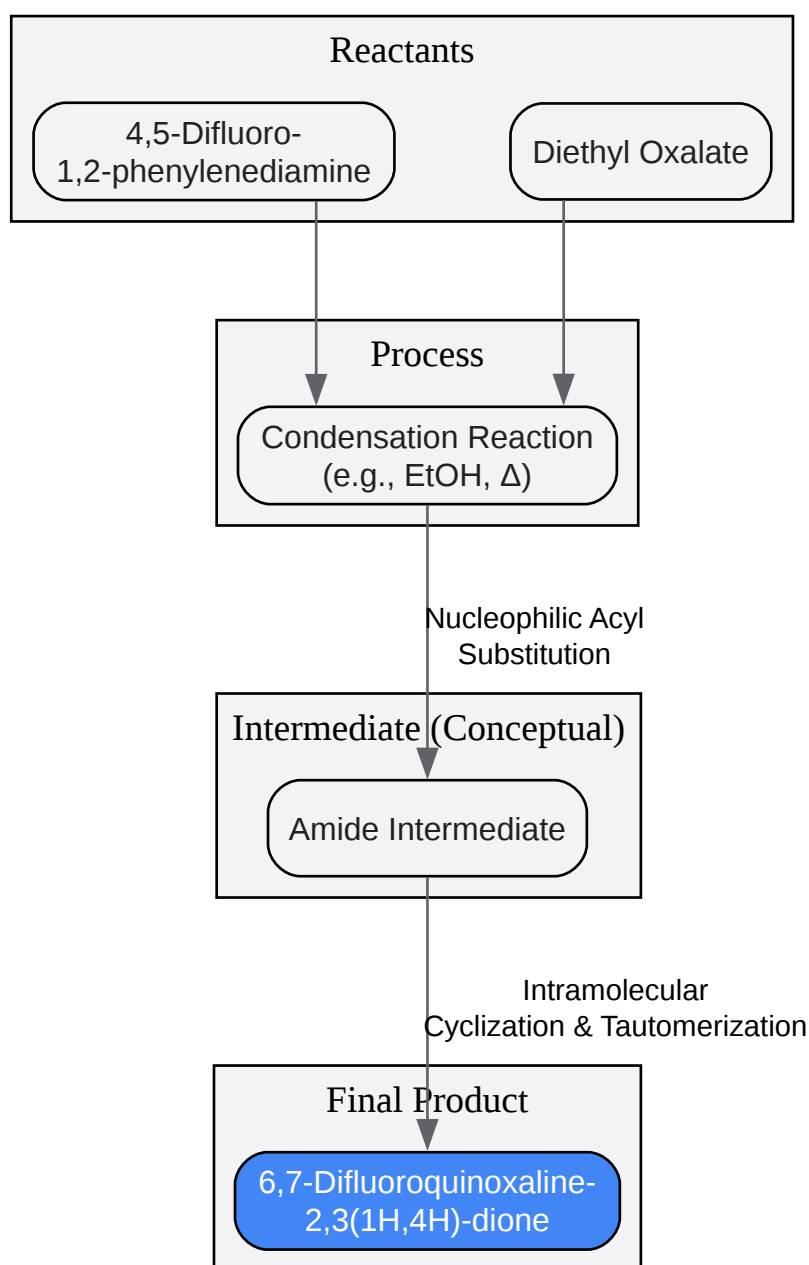 Reactants
4,5-Difluoro-
1,2-phenylenediamine
Diethyl Oxalate
Process
Condensation Reaction
(e.g., EtOH, Δ)
Nucleophilic Acyl
Substitution
Intermediate (Conceptual)
Amide Intermediate
Intramolecular
Cyclization & Tautomerization
Final Product
6,7-Difluoroquinoxaline-
2,3(1H,4H)-dione